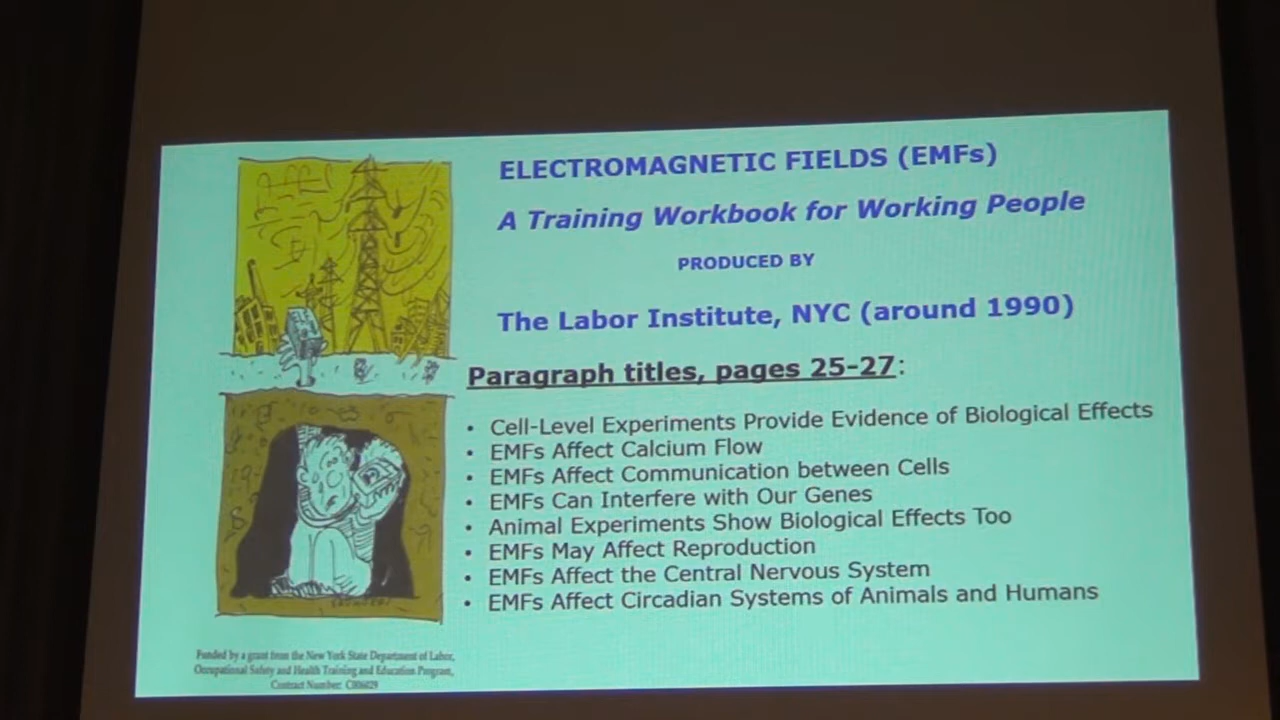 ELECTROMAGNETIC FIELDS (EMFs)
A Training Workbook for Working People
PRODUCED BY
The Labor Institute, NYC (around 1990)
Paragraph titles, pages 25-27:
• Cell-Level Experiments Provide Evidence of Biological Effects
• EMFs Affect Calcium Flow
• EMFs Affect Communication between Cells
• EMFs Can Interfere with Our Genes
• Animal Experiments Show Biological Effects Too
• EMFs May Affect Reproduction
• EMFs Affect the Central Nervous System
• EMFs Affect Circadian Systems of Animals and Humans
Funded by a grant from the New York State Department of Labor,
Occupational Safety and Health Training and Education Program,
Contract Number: C006029